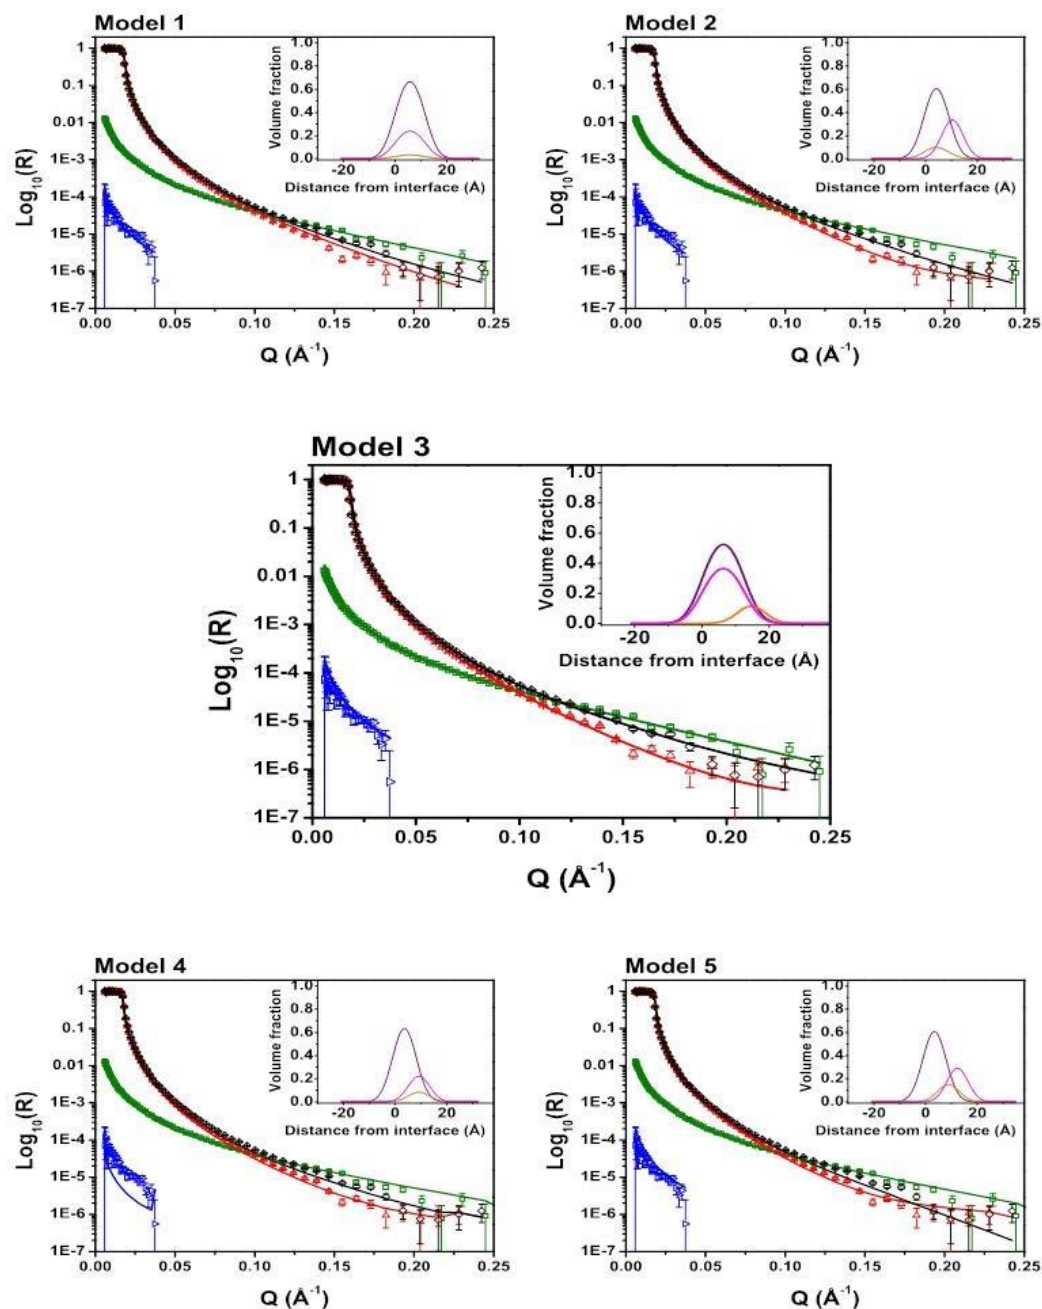 Model 1
Log10(R)
1
0.1
0.01
1E-3
1E-4
1E-5
1E-6
1E-7
0.00 0.05 0.10 0.15 0.20 0.25
Q (Å-1)
Volume fraction
1.0
0.8
0.6
0.4
0.2
0.0
-20 0 20
Distance from interface (Å)
Model 2
Log10(R)
1
0.1
0.01
1E-3
1E-4
1E-5
1E-6
1E-7
0.00 0.05 0.10 0.15 0.20 0.25
Q (Å-1)
Volume fraction
1.0
0.8
0.6
0.4
0.2
0.0
-20 0 20
Distance from interface (Å)
Model 3
Log10(R)
1
0.1
0.01
1E-3
1E-4
1E-5
1E-6
1E-7
0.00 0.05 0.10 0.15 0.20 0.25
Q (Å-1)
Volume fraction
1.0
0.8
0.6
0.4
0.2
0.0
-20 0 20
Distance from interface (Å)
Model 4
Log10(R)
1
0.1
0.01
1E-3
1E-4
1E-5
1E-6
1E-7
0.00 0.05 0.10 0.15 0.20 0.25
Q (Å-1)
Volume fraction
1.0
0.8
0.6
0.4
0.2
0.0
-20 0 20
Distance from interface (Å)
Model 5
Log10(R)
1
0.1
0.01
1E-3
1E-4
1E-5
1E-6
1E-7
0.00 0.05 0.10 0.15 0.20 0.25
Q (Å-1)
Volume fraction
1.0
0.8
0.6
0.4
0.2
0.0
-20 0 20
Distance from interface (Å)